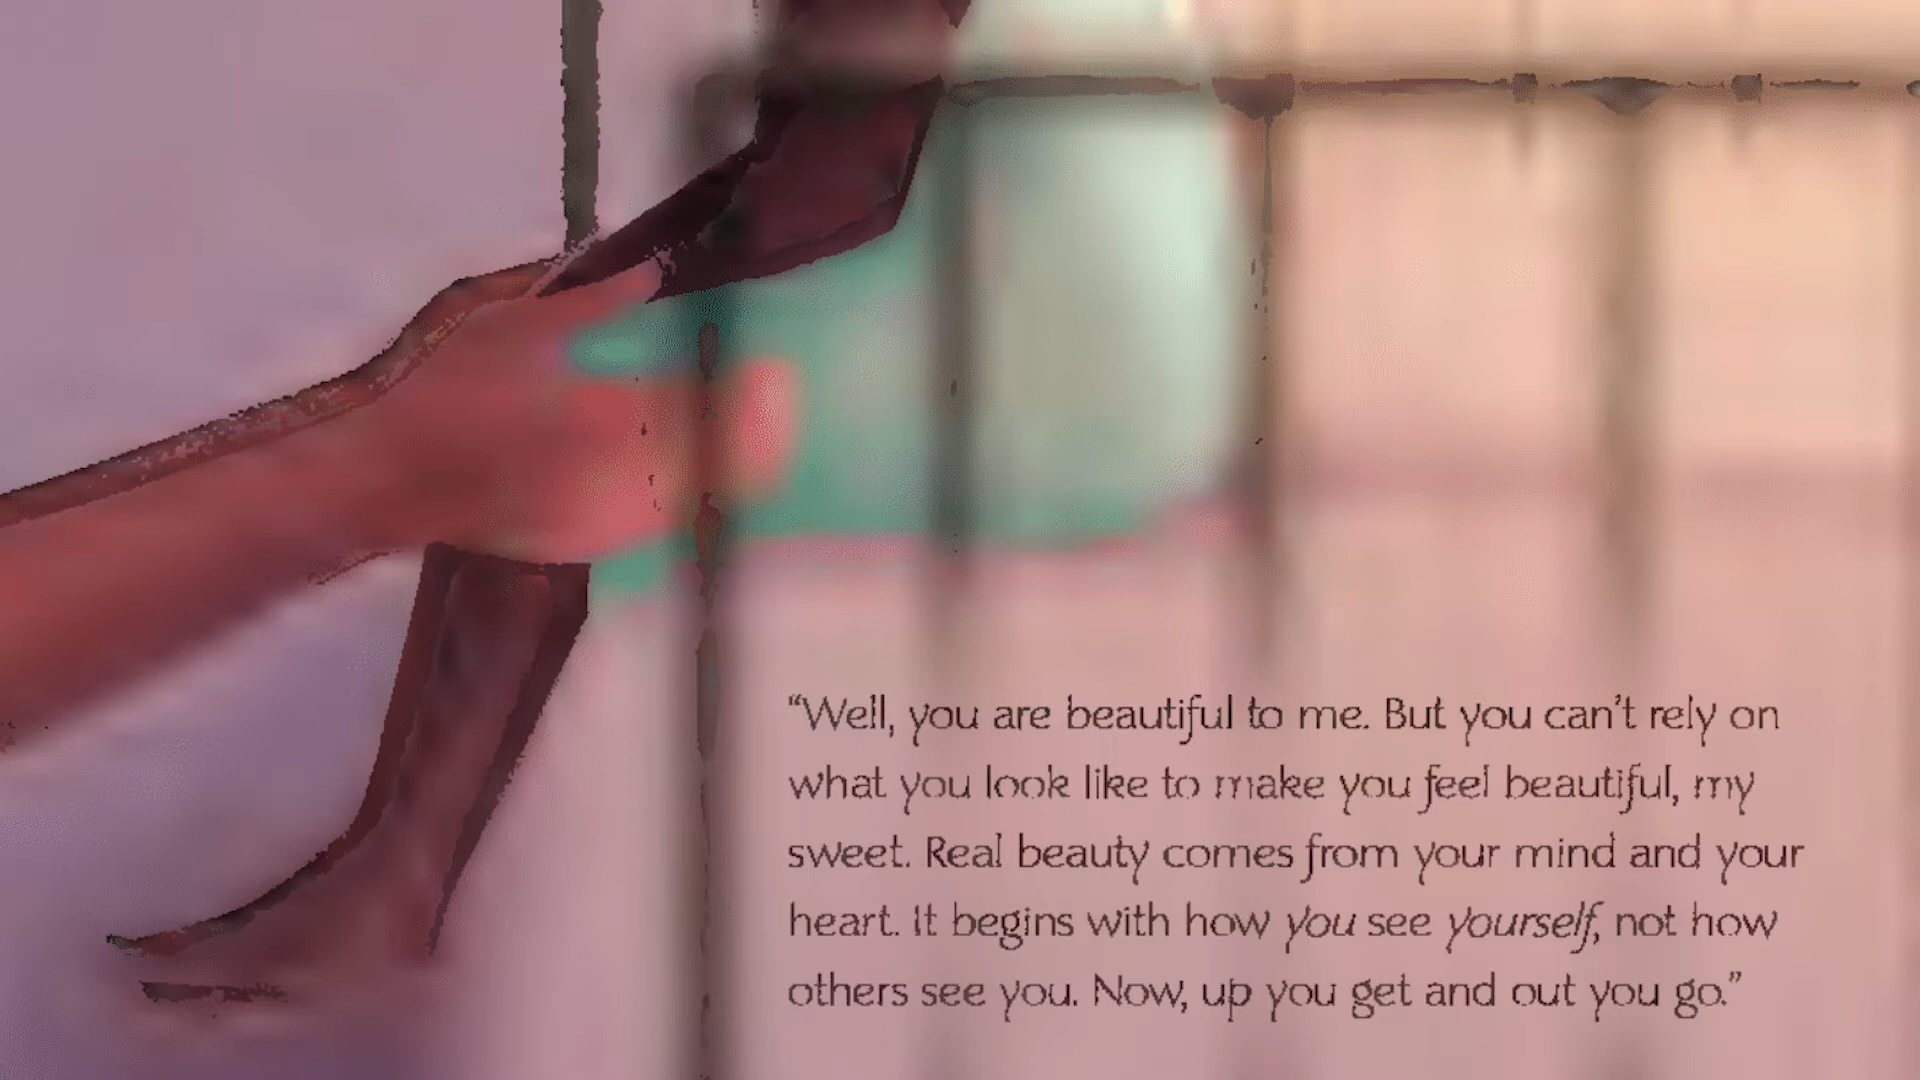 “Well, you are beautiful to me. But you can’t rely on
what you look like to make you feel beautiful, my
sweet. Real beauty comes from your mind and your
heart. It begins with how you see yourself, not how
others see you. Now, up you get and out you go.”